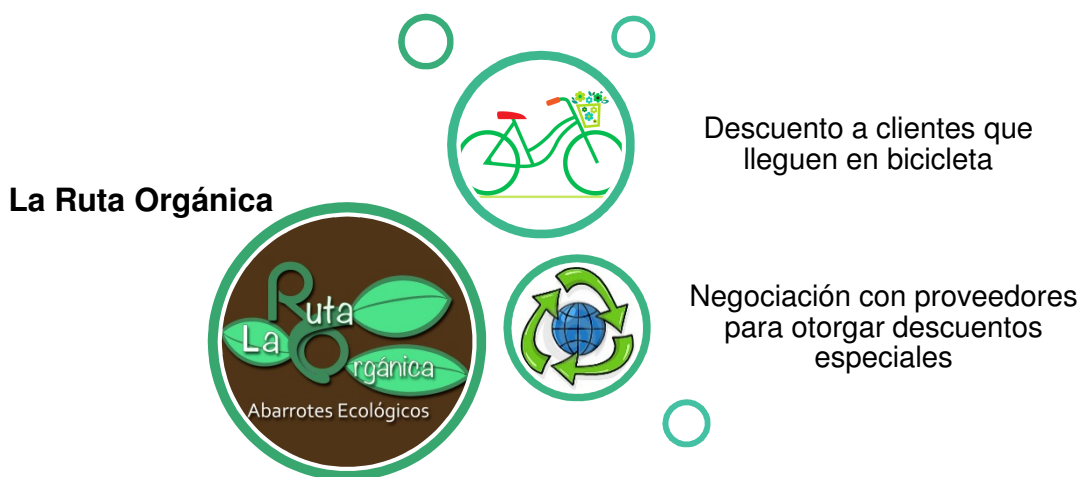 Descuento a clientes que
lleguen en bicicleta
La Ruta Orgánica
Ruta
La
Orgánica
Abarrotes Ecológicos
Negociación con proveedores
para otorgar descuentos
especiales